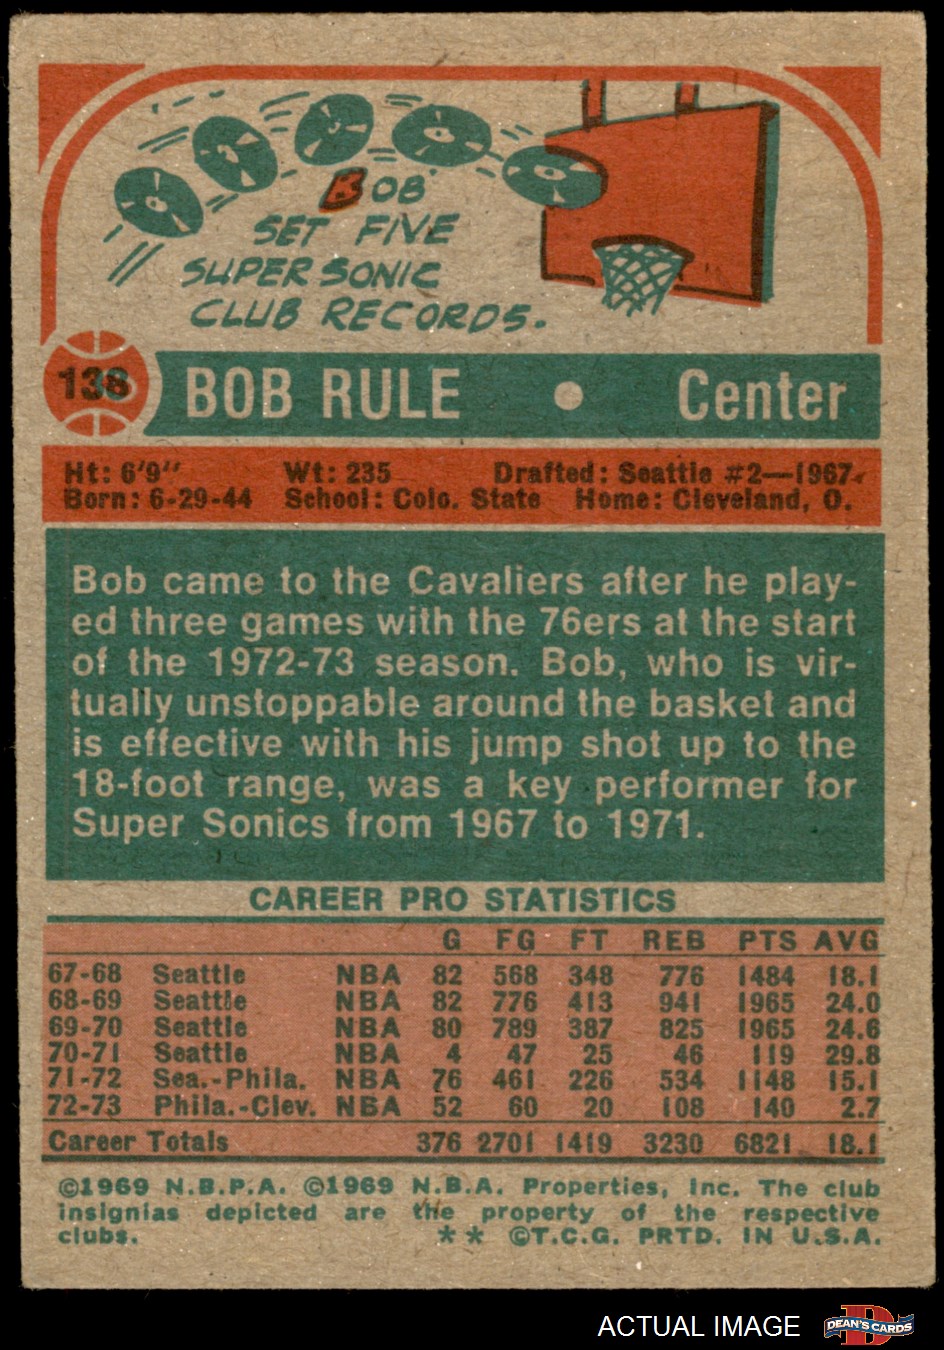 BOB
SET FIVE
SUPER SONIC
CLUB RECORDS.
138
BOB RULE • Center
Ht: 6'9" Wt: 235 Drafted: Seattle #2—1967
Born: 6-29-44 School: Colo. State Home: Cleveland, O.
Bob came to the Cavaliers after he play-
ed three games with the 76ers at the start
of the 1972-73 season. Bob, who is vir-
tually unstoppable around the basket and
is effective with his jump shot up to the
18-foot range, was a key performer for
Super Sonics from 1967 to 1971.
CAREER PRO STATISTICS
G FG FT REB PTS AVG
67-68 Seattle NBA 82 568 348 776 1484 18.1
68-69 Seattle NBA 82 776 413 941 1965 24.0
69-70 Seattle NBA 80 789 387 825 1965 24.6
70-71 Seattle NBA 4 47 25 46 119 29.8
71-72 Sea.-Phila. NBA 76 461 226 534 1148 15.1
72-73 Phila.-Clev. NBA 52 60 20 108 140 2.7
Career Totals 376 2701 1419 3230 6821 18.1
©1969 N.B.P.A. ©1969 N.B.A. Properties, Inc. The club
insignias depicted are the property of the respective
clubs. ** ©T.C.G. PRTD. IN U.S.A.
ACTUAL IMAGE
DEAN'S CARDS